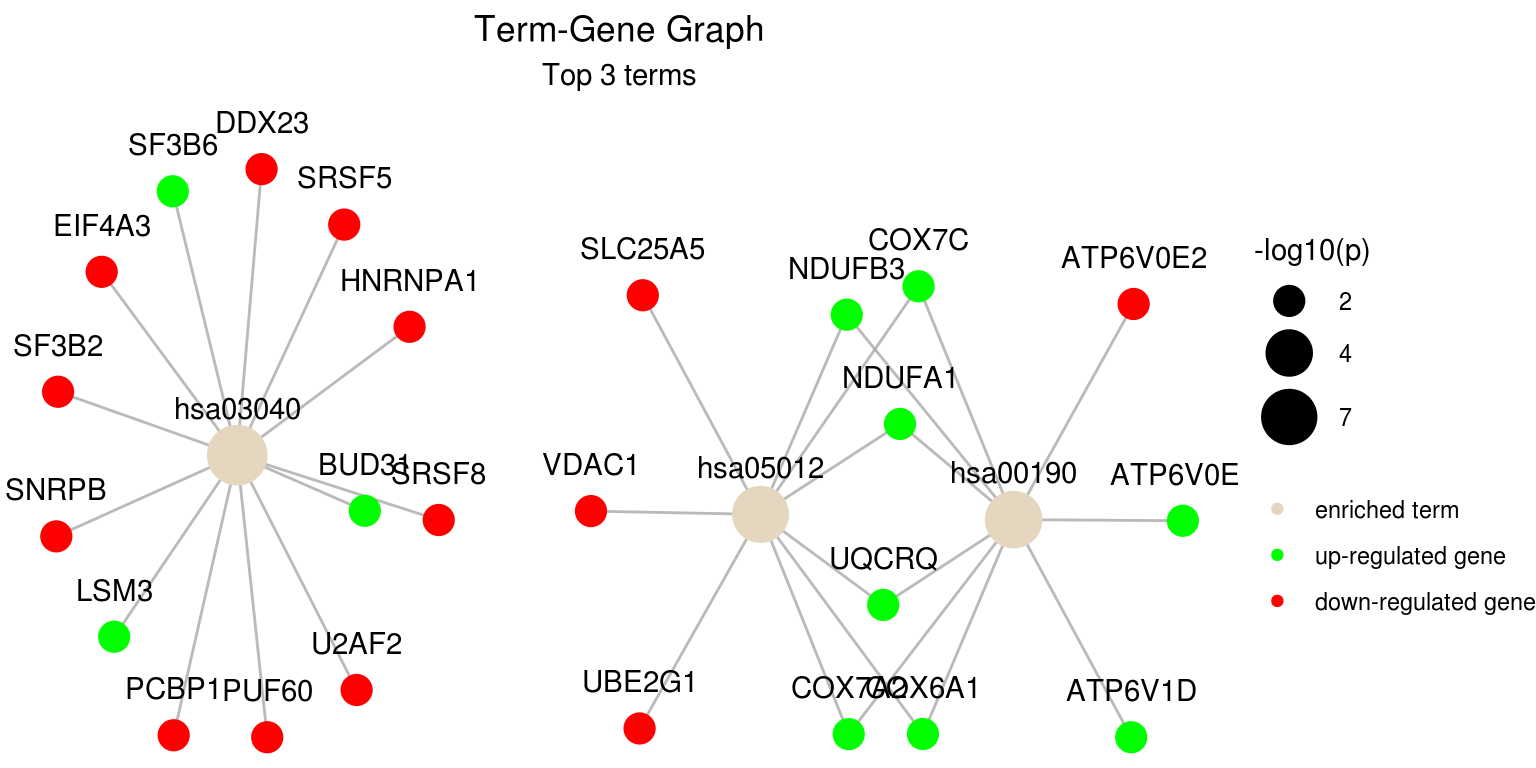 Term-Gene Graph
Top 3 terms
DDX23
SF3B6
SRSF5
EIF4A3
HNRNPA1
SF3B2
hsa03040
BUD31
SRSF8
SNRPB
LSM3
U2AF2
PCBP1
PUF60
COX7C
SLC25A5
NDUFB3
ATP6V0E2
NDUFA1
VDAC1
hsa05012
hsa00190
ATP6V0E
UQCRQ
UBE2G1
COX7A2
COX6A1
ATP6V1D
-log10(p)
2
4
7
enriched term
up-regulated gene
down-regulated gene